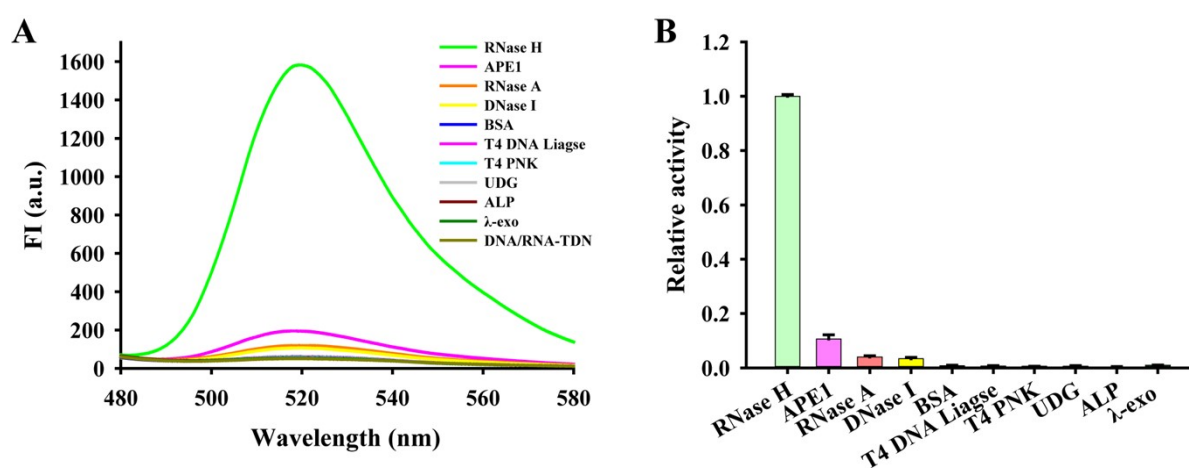 A
FI (a.u.)
1600
1400
1200
1000
800
600
400
200
0
480
500
520
540
560
580
Wavelength (nm)
RNase H
APE1
RNase A
DNase I
BSA
T4 DNA Liagse
T4 PNK
UDG
ALP
λ-exo
DNA/RNA-TDN
B
Relative activity
1.2
1.0
0.8
0.6
0.4
0.2
0.0
RNase H
APE1
RNase A
DNase I
BSA
T4 DNA Liagse
T4 PNK
UDG
ALP
λ-exo